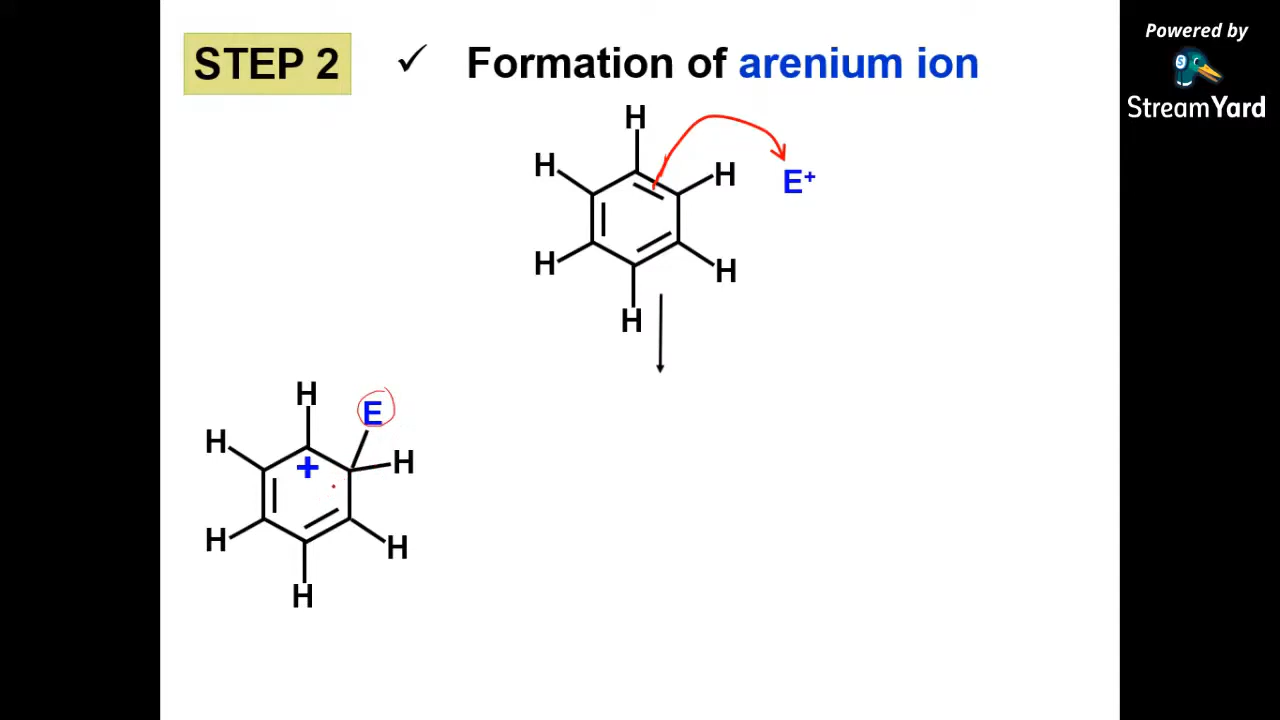 Powered by
StreamYard
STEP 2 ✓ Formation of arenium ion
H
H H E⁺
H H
H
H E
H H
+
H H
H